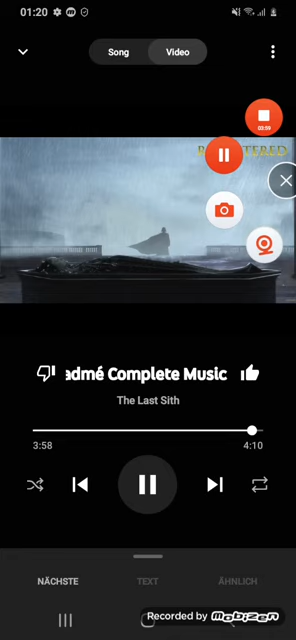 01:20
Song Video
03:59
admé Complete Music
The Last Sith
3:58 4:10
NÄCHSTE TEXT ÄHNLICH
Recorded by Mobizen